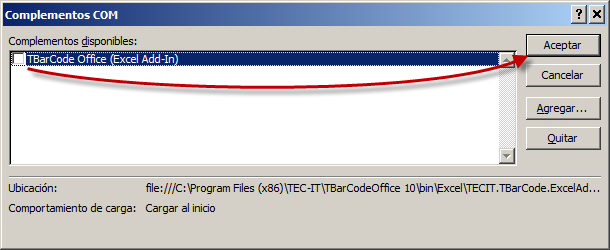 Complementos COM
Complementos disponibles:
TBarCode Office (Excel Add-In)
Aceptar
Cancelar
Agregar...
Quitar
Ubicación: file:///C:\Program Files (x86)\TEC-IT\TBarCodeOffice 10\bin\Excel\TECIT.TBarCode.ExcelAd...
Comportamiento de carga: Cargar al inicio